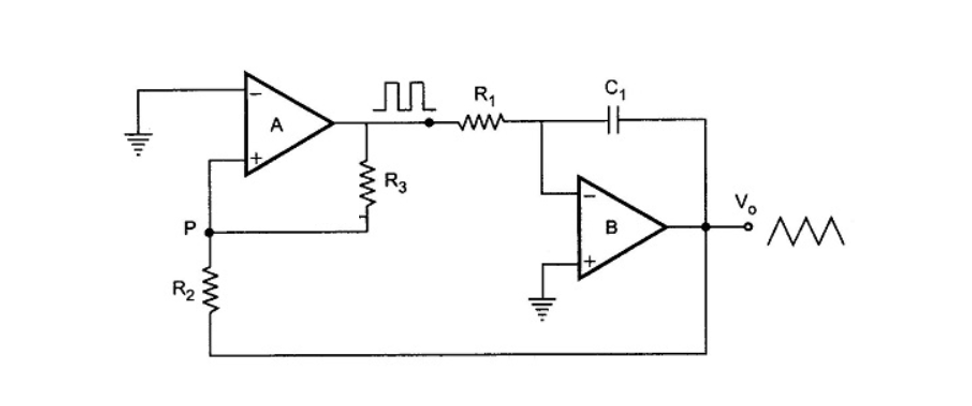 R₁
C₁
−
A
+
R₃
P
−
B
+
Vₒ
R₂